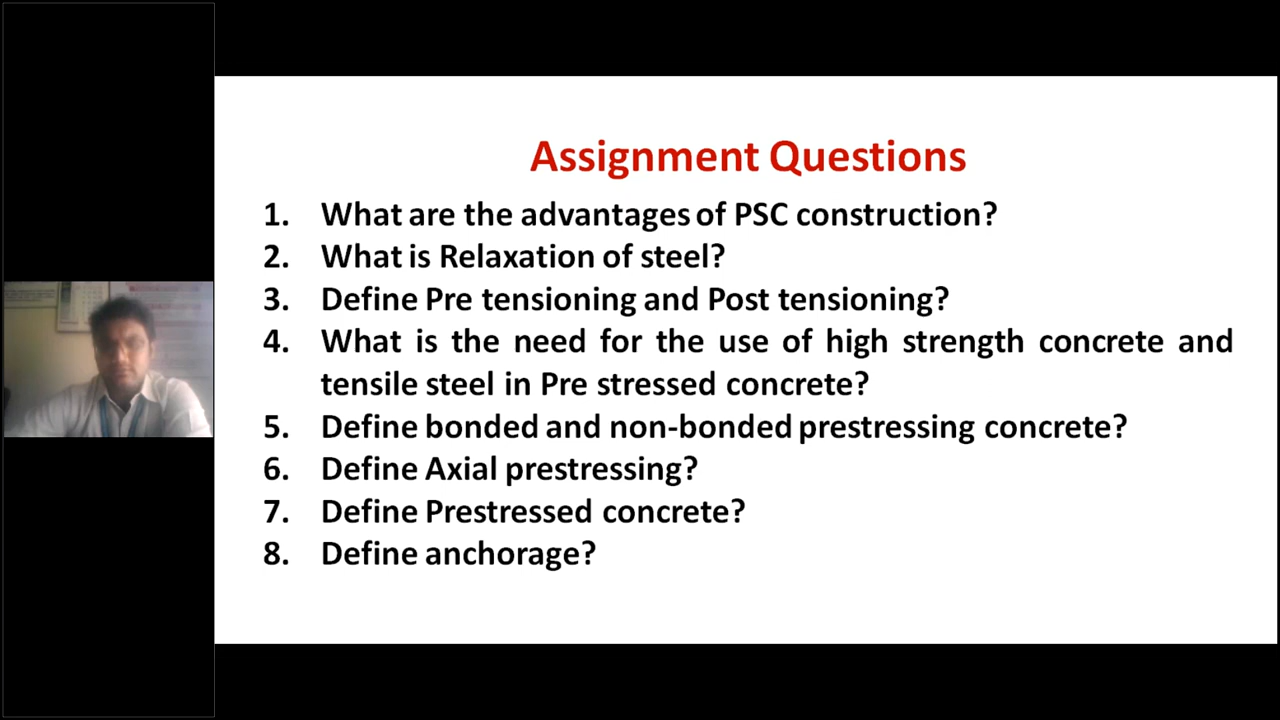 Assignment Questions
1. What are the advantages of PSC construction?
2. What is Relaxation of steel?
3. Define Pre tensioning and Post tensioning?
4. What is the need for the use of high strength concrete and
tensile steel in Pre stressed concrete?
5. Define bonded and non-bonded prestressing concrete?
6. Define Axial prestressing?
7. Define Prestressed concrete?
8. Define anchorage?